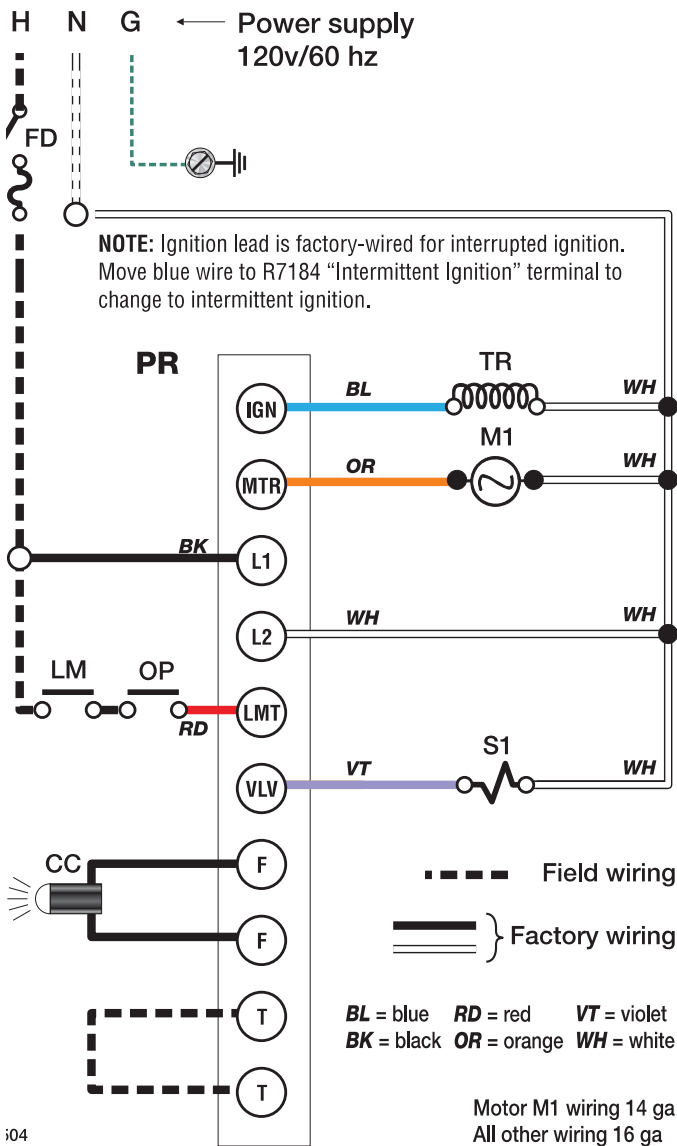 H N G ← Power supply
120v/60 hz
FD
NOTE: Ignition lead is factory-wired for interrupted ignition.
Move blue wire to R7184 “Intermittent Ignition” terminal to
change to intermittent ignition.
PR
IGN BL TR WH
MTR OR M1 WH
BK L1
L2 WH WH
LM OP RD LMT
VLV VT S1 WH
CC F
F
T
T
Field wiring
Factory wiring
BL = blue RD = red VT = violet
BK = black OR = orange WH = white
Motor M1 wiring 14 ga
All other wiring 16 ga